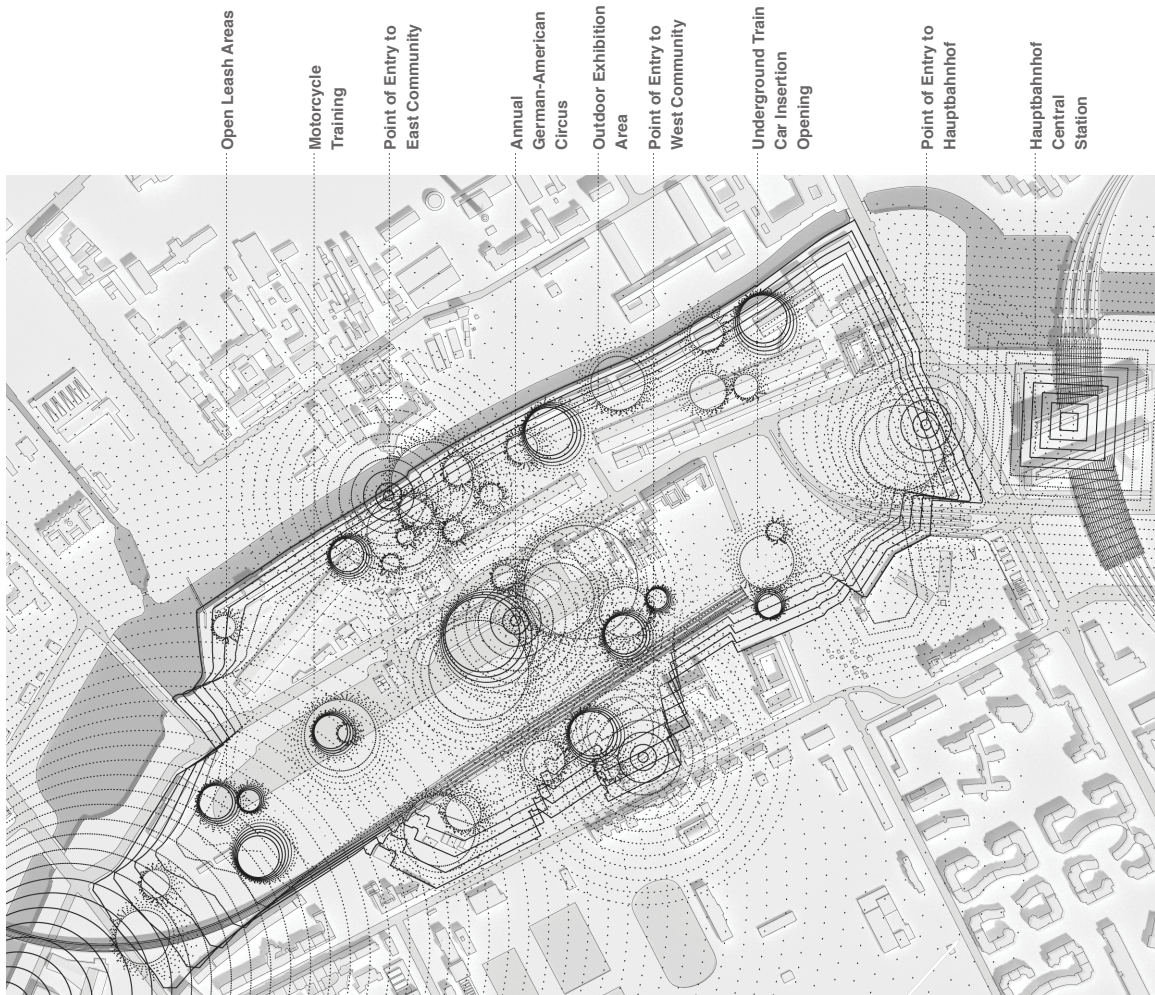 Open Leash Areas
Motorcycle
Training
Point of Entry to
East Community
Annual
German-American
Circus
Outdoor Exhibition
Area
Point of Entry to
West Community
Underground Train
Car Insertion
Opening
Point of Entry to
Hauptbahnhof
Hauptbahnhof
Central
Station